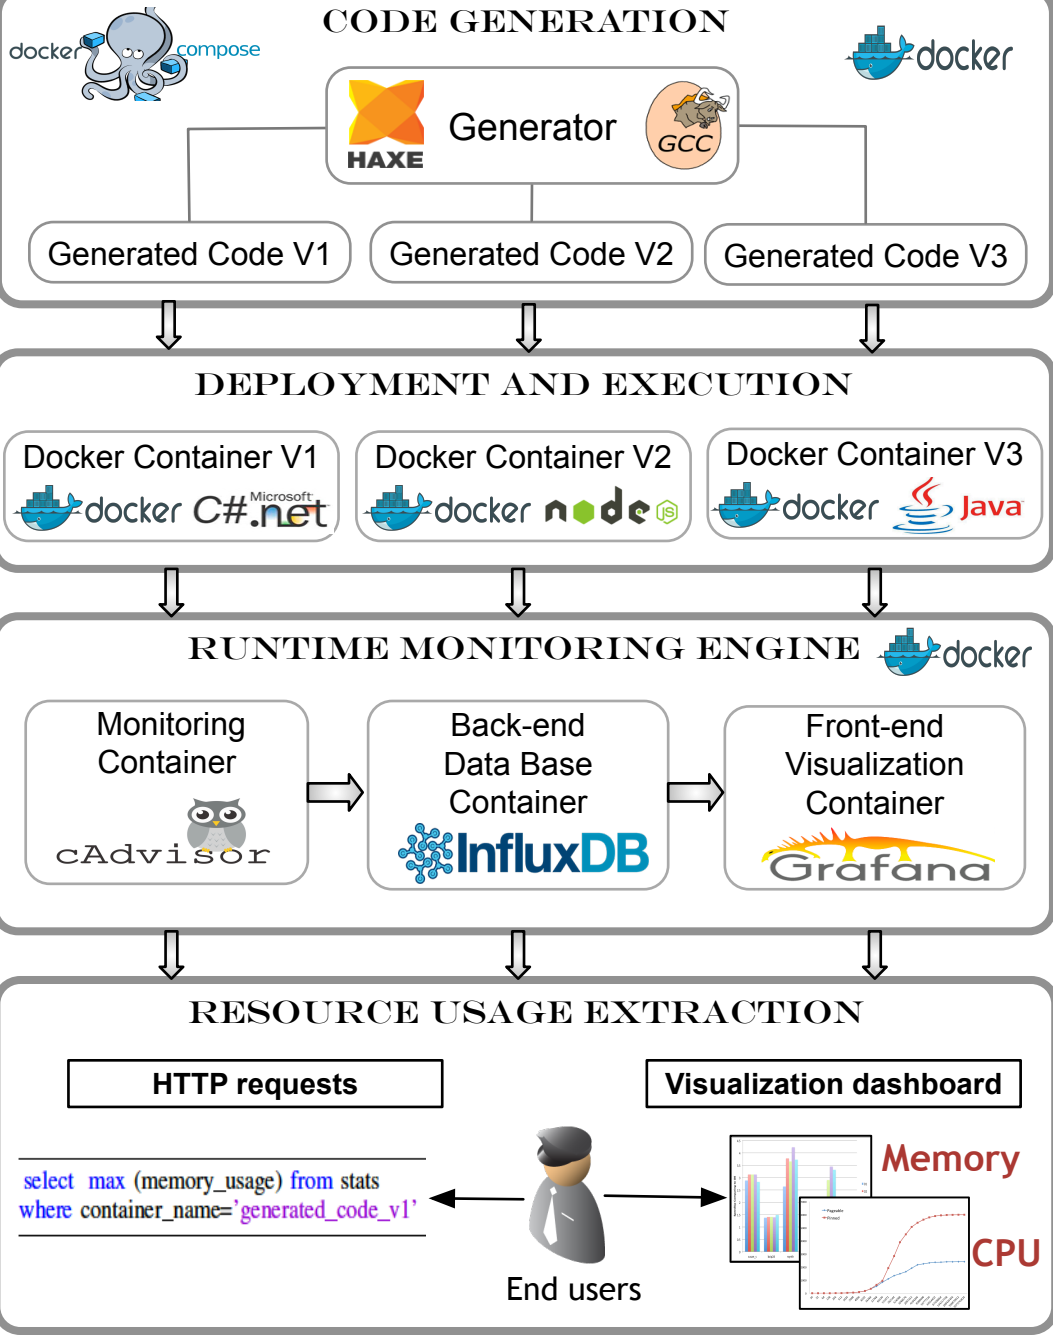 CODE GENERATION
docker compose
docker
HAXE
Generator
GCC
Generated Code V1
Generated Code V2
Generated Code V3
DEPLOYMENT AND EXECUTION
Docker Container V1
docker C# Microsoft .net
Docker Container V2
docker node JS
Docker Container V3
docker Java
RUNTIME MONITORING ENGINE
docker
Monitoring
Container
cAdvisor
Back-end
Data Base
Container
InfluxDB
Front-end
Visualization
Container
Grafana
RESOURCE USAGE EXTRACTION
HTTP requests
Visualization dashboard
select max (memory_usage) from stats
where container_name='generated_code_v1'
End users
Memory
CPU
Pageable
Pinned